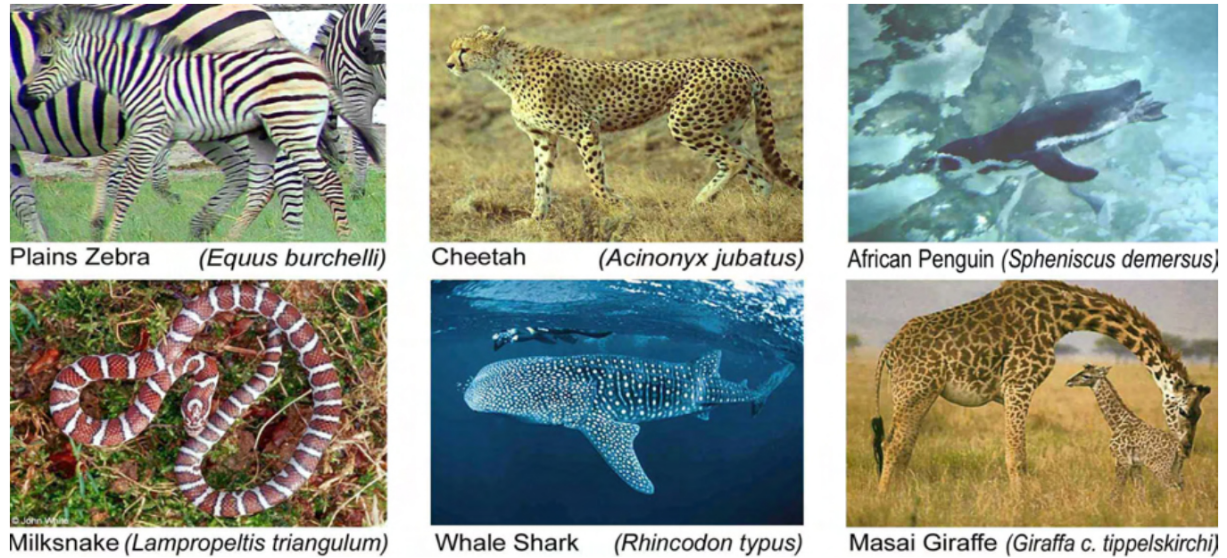 Plains Zebra (Equus burchelli)
Cheetah (Acinonyx jubatus)
African Penguin (Spheniscus demersus)
© John White
Milksnake (Lampropeltis triangulum)
Whale Shark (Rhincodon typus)
Masai Giraffe (Giraffa c. tippelskirchi)